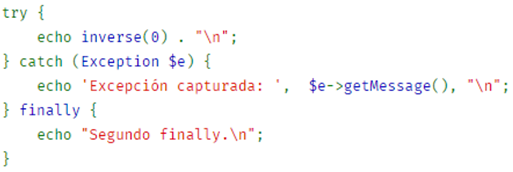 try {
    echo inverse(0) . "\n";
} catch (Exception $e) {
    echo 'Excepción capturada: ',  $e->getMessage(), "\n";
} finally {
    echo "Segundo finally.\n";
}